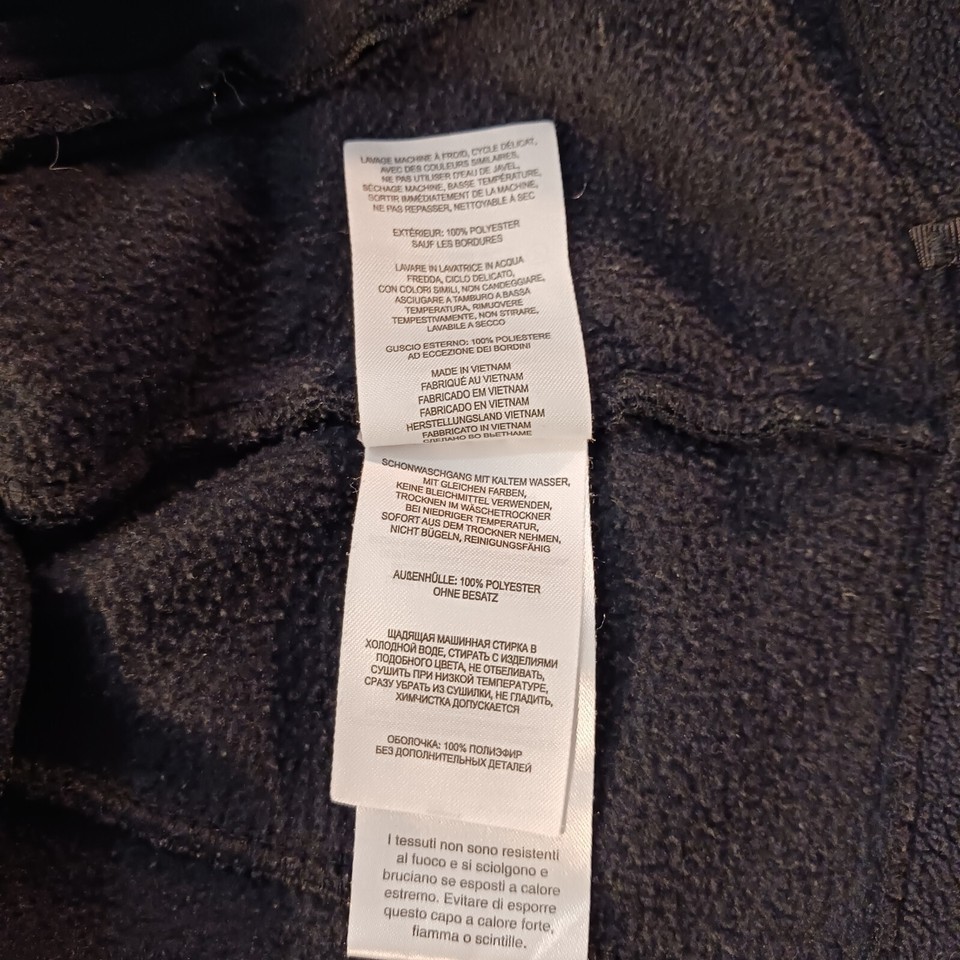 LAVAGE MACHINE À FROID, CYCLE DÉLICAT,
AVEC DES COULEURS SIMILAIRES,
NE PAS UTILISER D'EAU DE JAVEL,
SÉCHAGE MACHINE, BASSE TEMPÉRATURE,
SORTIR IMMÉDIATEMENT DE LA MACHINE,
NE PAS REPASSER, NETTOYABLE À SEC
EXTÉRIEUR: 100% POLYESTER
SAUF LES BORDURES
LAVARE IN LAVATRICE IN ACQUA
FREDDA, CICLO DELICATO,
CON COLORI SIMILI, NON CANDEGGIARE,
ASCIUGARE A TAMBURO A BASSA
TEMPERATURA, RIMUOVERE
TEMPESTIVAMENTE, NON STIRARE,
LAVABILE A SECCO
GUSCIO ESTERNO: 100% POLIESTERE
AD ECCEZIONE DEI BORDINI
MADE IN VIETNAM
FABRIQUÉ AU VIETNAM
FABRICADO EM VIETNAM
FABRICADO EN VIETNAM
HERSTELLUNGSLAND VIETNAM
FABBRICATO IN VIETNAM
СДЕЛАНО ВО ВЬЕТНАМЕ
SCHONWASCHGANG MIT KALTEM WASSER,
MIT GLEICHEN FARBEN,
KEINE BLEICHMITTEL VERWENDEN,
TROCKNEN IM WÄSCHETROCKNER
BEI NIEDRIGER TEMPERATUR,
SOFORT AUS DEM TROCKNER NEHMEN,
NICHT BÜGELN, REINIGUNGSFÄHIG
AUßENHÜLLE: 100% POLYESTER
OHNE BESATZ
ЩАДЯЩАЯ МАШИННАЯ СТИРКА В
ХОЛОДНОЙ ВОДЕ, СТИРАТЬ С ИЗДЕЛИЯМИ
ПОДОБНОГО ЦВЕТА, НЕ ОТБЕЛИВАТЬ,
СУШИТЬ ПРИ НИЗКОЙ ТЕМПЕРАТУРЕ,
СРАЗУ УБРАТЬ ИЗ СУШИЛКИ, НЕ ГЛАДИТЬ,
ХИМЧИСТКА ДОПУСКАЕТСЯ
ОБОЛОЧКА: 100% ПОЛИЭФИР
БЕЗ ДОПОЛНИТЕЛЬНЫХ ДЕТАЛЕЙ
I tessuti non sono resistenti
al fuoco e si sciolgono e
bruciano se esposti a calore
estremo. Evitare di esporre
questo capo a calore forte,
fiamma o scintille.